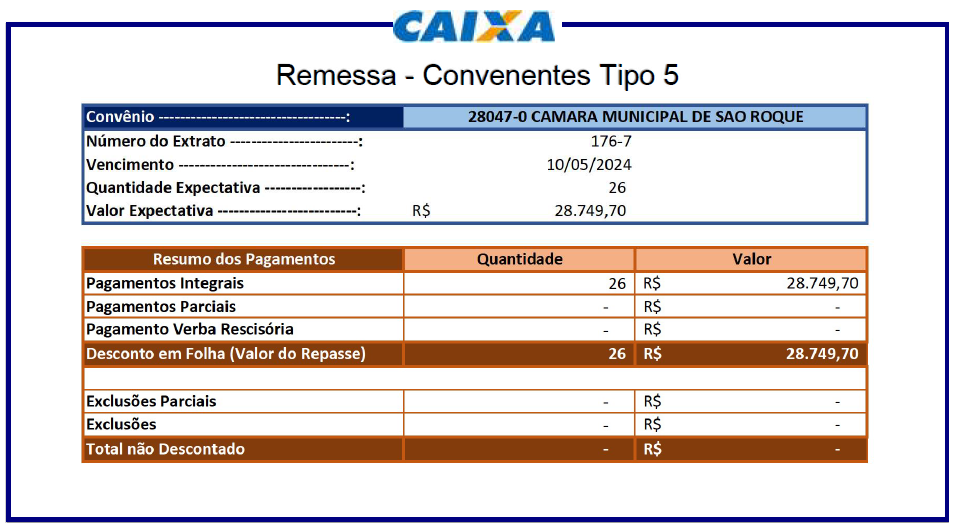 CAIXA
Remessa - Convenentes Tipo 5
Convênio -----------------------------------: 28047-0 CAMARA MUNICIPAL DE SAO ROQUE
Número do Extrato ------------------------: 176-7
Vencimento --------------------------------: 10/05/2024
Quantidade Expectativa ------------------: 26
Valor Expectativa --------------------------: R$ 28.749,70
Resumo dos Pagamentos Quantidade Valor
Pagamentos Integrais 26 R$ 28.749,70
Pagamentos Parciais - R$ -
Pagamento Verba Rescisória - R$ -
Desconto em Folha (Valor do Repasse) 26 R$ 28.749,70
Exclusões Parciais - R$ -
Exclusões - R$ -
Total não Descontado - R$ -